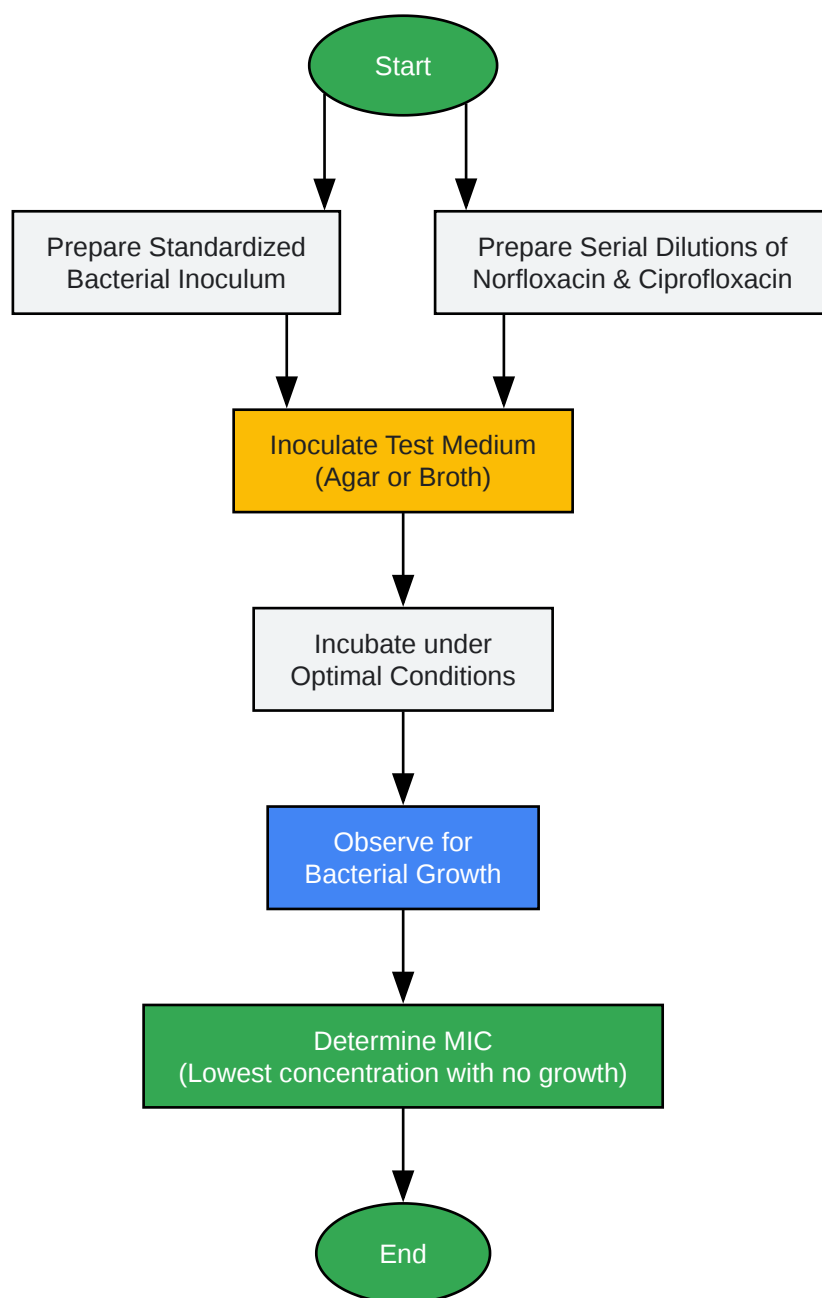 Start
Prepare Standardized
Bacterial Inoculum
Prepare Serial Dilutions of
Norfloxacin & Ciprofloxacin
Inoculate Test Medium
(Agar or Broth)
Incubate under
Optimal Conditions
Observe for
Bacterial Growth
Determine MIC
(Lowest concentration with no growth)
End